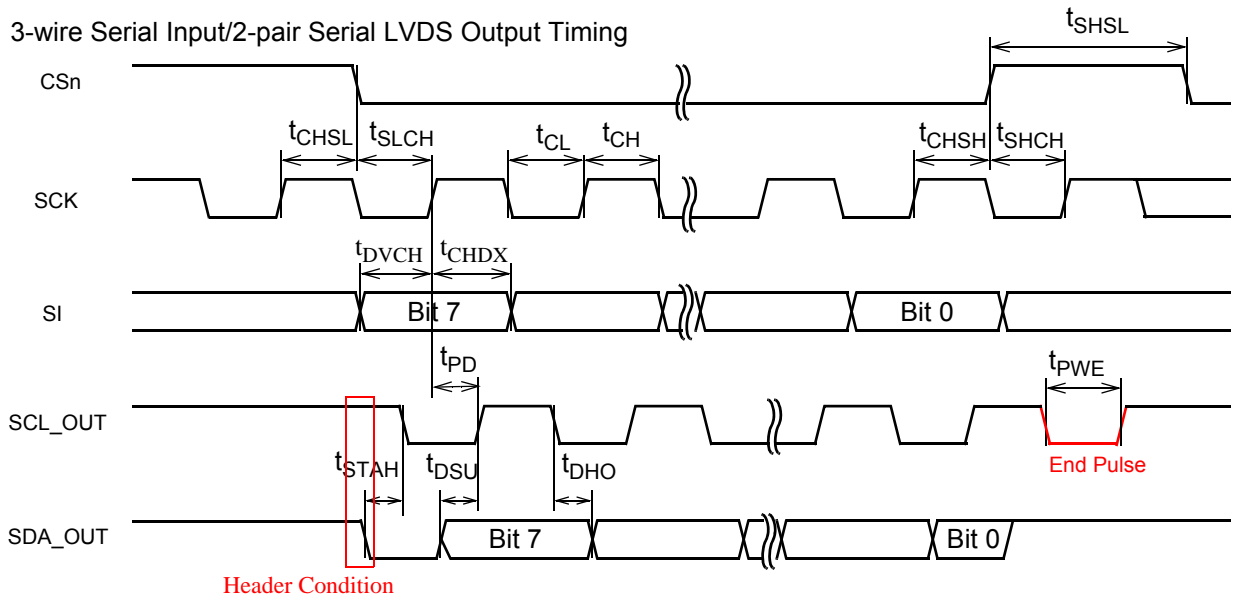 3-wire Serial Input/2-pair Serial LVDS Output Timing
tSHSL
CSn
tCHSL tSLCH tCL tCH tCHSH tSHCH
SCK
tDVCH tCHDX
SI
Bit 7
Bit 0
tPD
tPWE
SCL_OUT
End Pulse
tSTAH tDSU tDHO
SDA_OUT
Bit 7
Bit 0
Header Condition